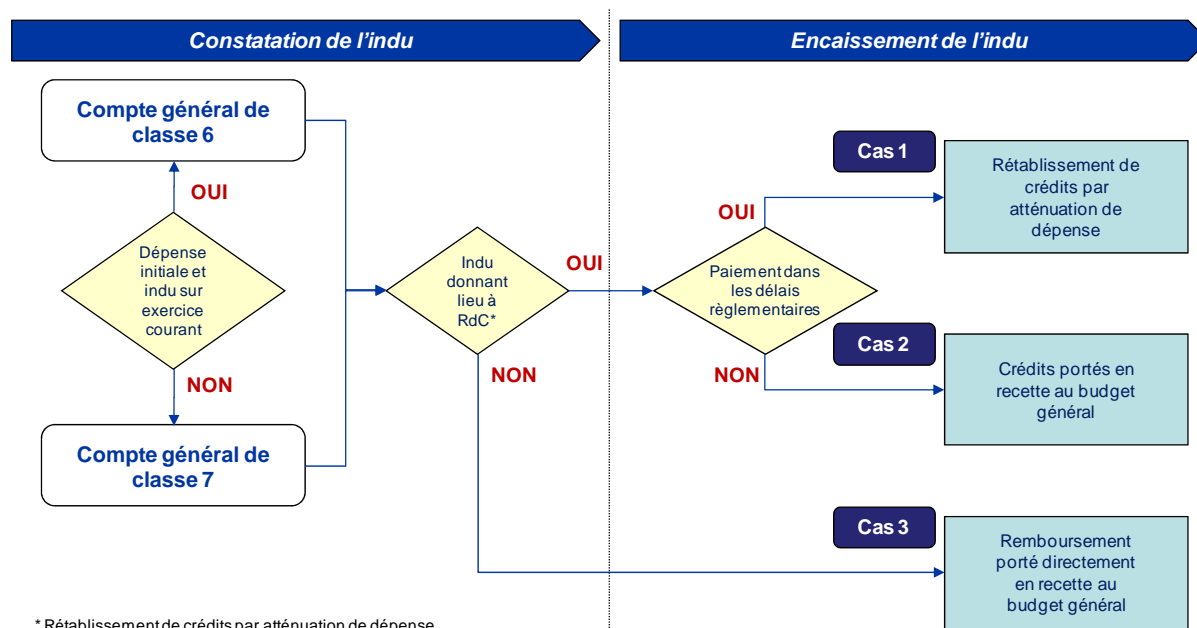 Constatation de l'indu
Encaissement de l'indu
Compte général de
classe 6
OUI
Dépense
initiale et
indu sur
exercice
courant
NON
Compte général de
classe 7
Indu
donnant
lieu à
RdC*
OUI
NON
Paiement dans
les délais
règlementaires
OUI
NON
Cas 1
Rétablissement de
crédits par
atténuation de
dépense
Cas 2
Crédits portés en
recette au budget
général
Cas 3
Remboursement
porté directement
en recette au
budget général
* Rétablissement de crédits par atténuation de dépense